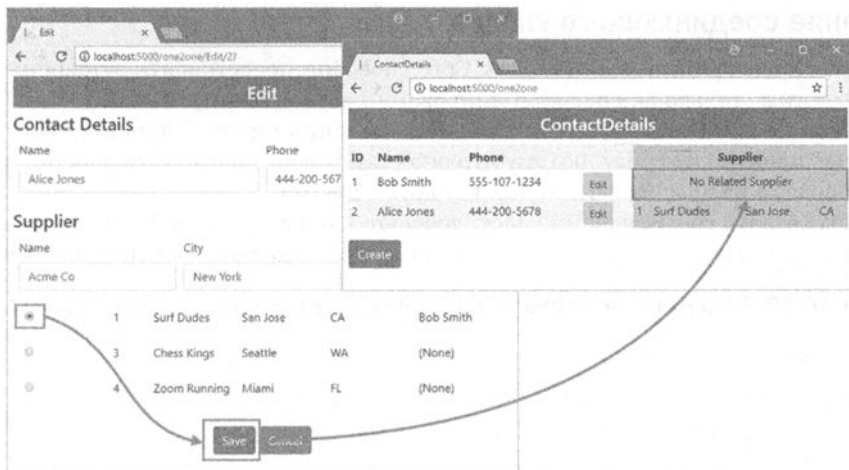 Edit
localhost:5000/one2zone/Edit/2?
Edit
Contact Details
Name
Phone
Alice Jones
444-200-567
Supplier
Name
City
Acme Co
New York
1 Surf Dudes San Jose CA Bob Smith
3 Chess Kings Seattle WA (None)
4 Zoom Running Miami FL (None)
Save Cancel
ContactDetails
localhost:5000/one2zone
ContactDetails
ID Name Phone Supplier
1 Bob Smith 555-107-1234 Edit No Related Supplier
2 Alice Jones 444-200-5678 Edit 1 Surf Dudes San Jose CA
Create